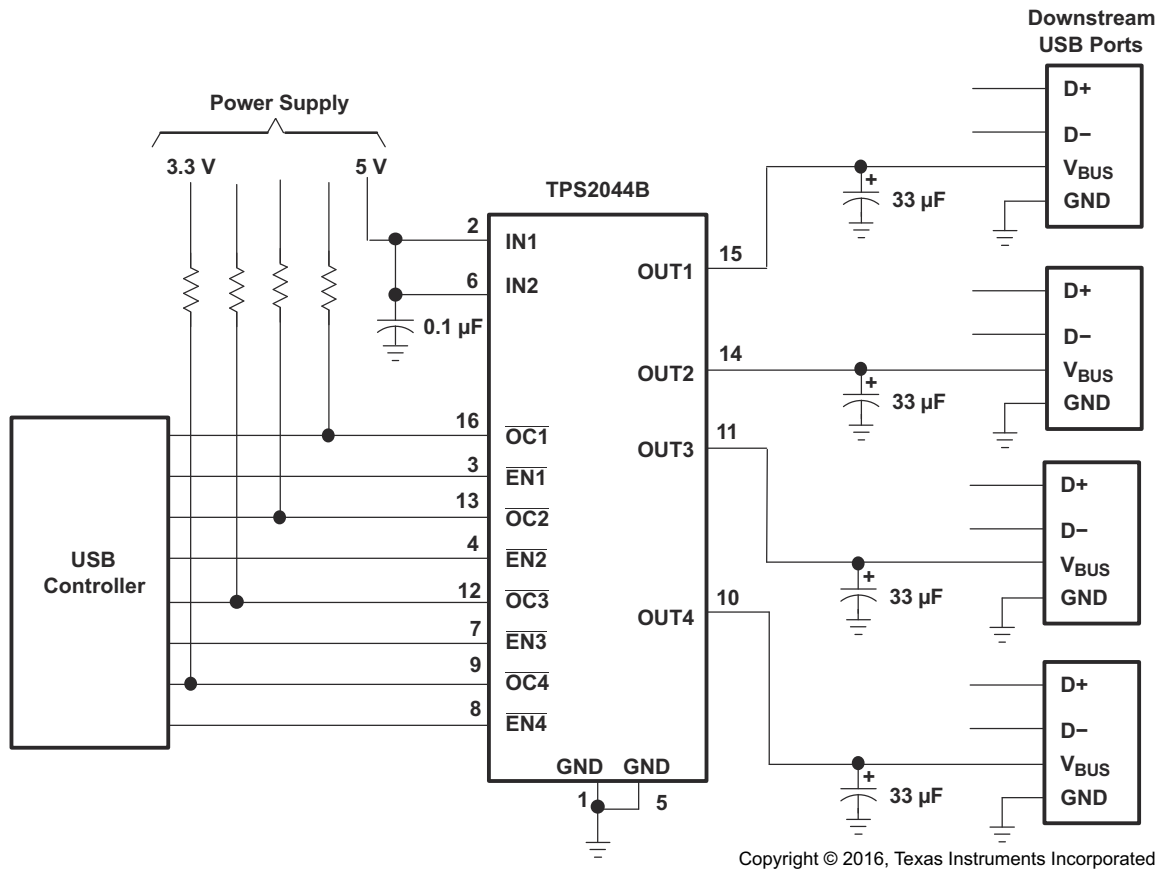 Downstream
USB Ports
Power Supply
3.3 V
5 V
TPS2044B
2
IN1
6
IN2
0.1 µF
16
OC1
3
EN1
13
OC2
4
EN2
12
OC3
7
EN3
9
OC4
8
EN4
USB
Controller
GND GND
1
5
OUT1
15
OUT2
14
OUT3
11
OUT4
10
+
33 µF
D+
D−
VBUS
GND
+
33 µF
D+
D−
VBUS
GND
+
33 µF
D+
D−
VBUS
GND
+
33 µF
D+
D−
VBUS
GND
Copyright © 2016, Texas Instruments Incorporated